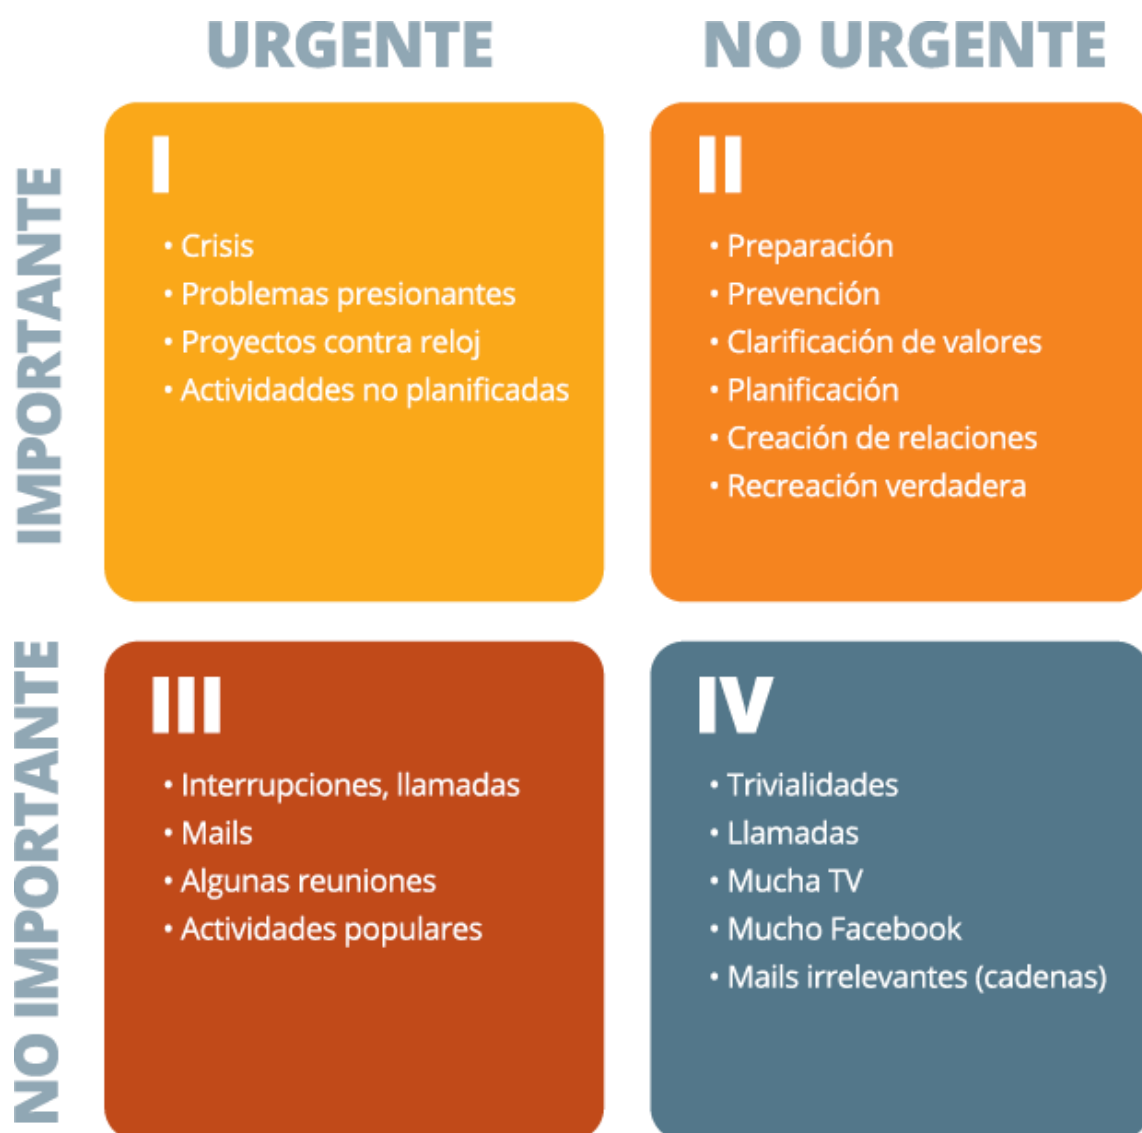 URGENTE
NO URGENTE
IMPORTANTE
I
• Crisis
• Problemas presionantes
• Proyectos contra reloj
• Actividaddes no planificadas
II
• Preparación
• Prevención
• Clarificación de valores
• Planificación
• Creación de relaciones
• Recreación verdadera
NO IMPORTANTE
III
• Interrupciones, llamadas
• Mails
• Algunas reuniones
• Actividades populares
IV
• Trivialidades
• Llamadas
• Mucha TV
• Mucho Facebook
• Mails irrelevantes (cadenas)